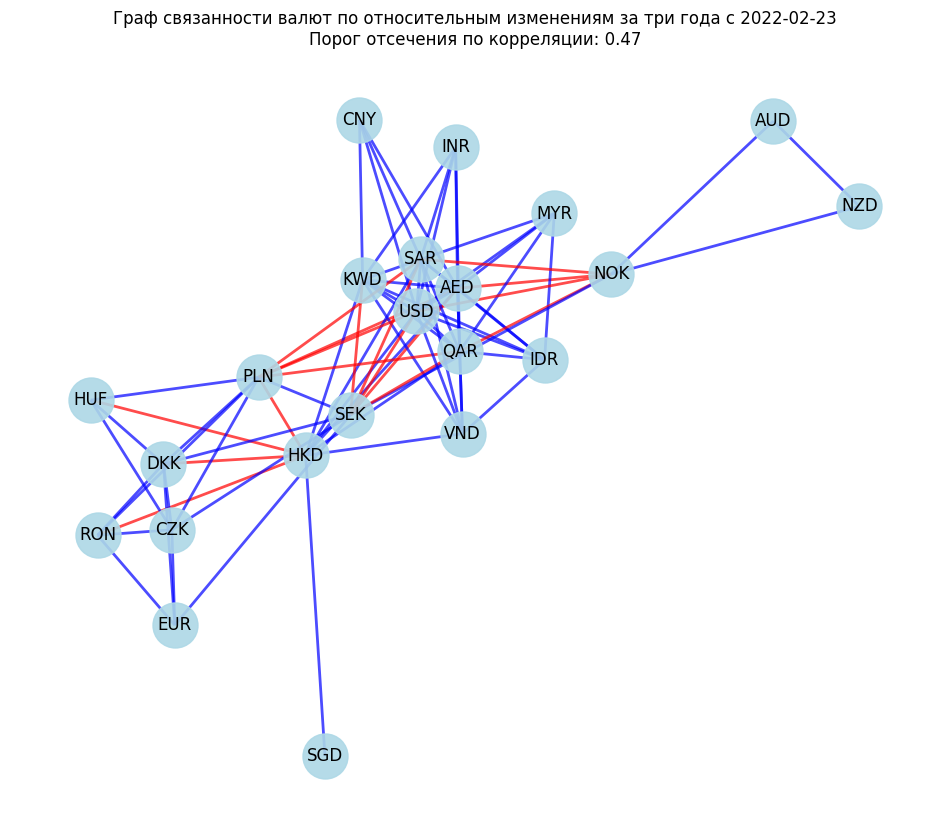 Граф связанности валют по относительным изменениям за три года с 2022-02-23
Порог отсечения по корреляции: 0.47
CNY
AUD
INR
NZD
MYR
SAR
NOK
KWD
AED
USD
QAR
IDR
PLN
HUF
SEK
VND
HKD
DKK
CZK
RON
EUR
SGD